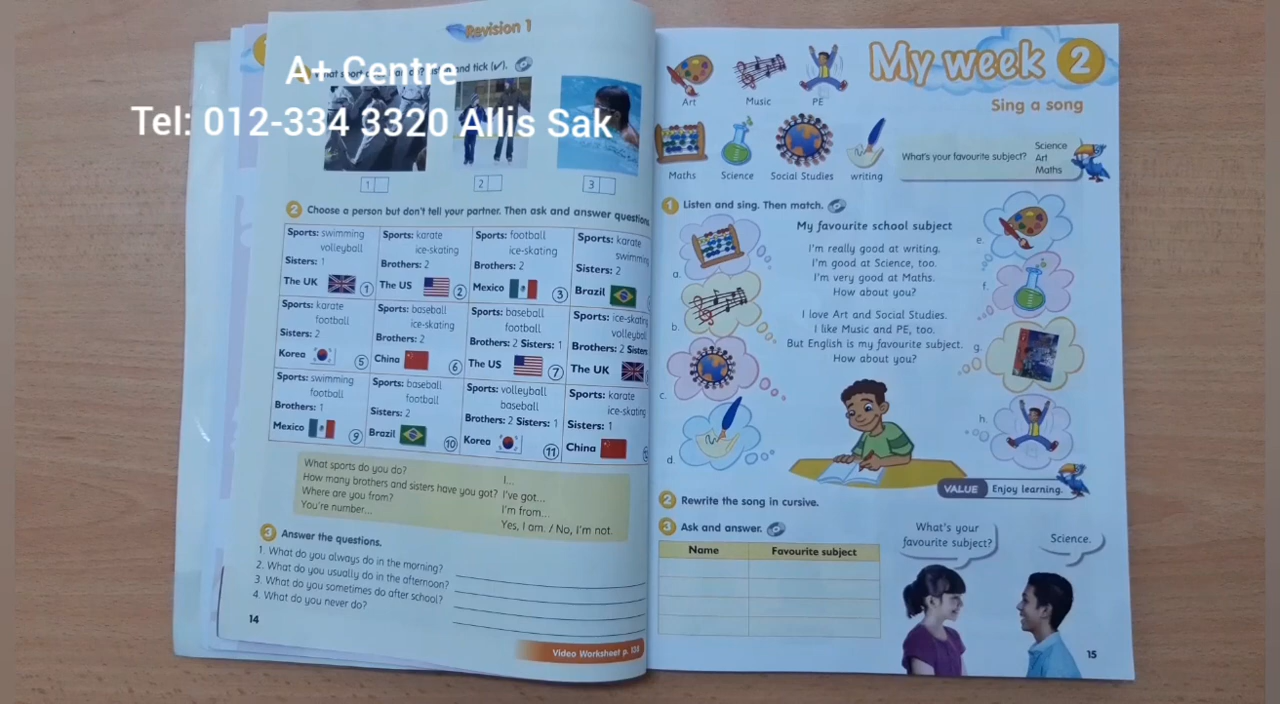 A+ Centre
Tel: 012-334 3320 Allis Sak
Revision 1
and tick (✓).
1
2
3
2 Choose a person but don't tell your partner. Then ask and answer questions
Sports: swimming
volleyball
Sisters: 1
The UK
1
Sports: karate
ice-skating
Brothers: 2
The US
2
Sports: football
ice-skating
Brothers: 2
Mexico
3
Sports: karate
swimming
Sisters: 2
Brazil
Sports: karate
football
Sisters: 2
Korea
5
Sports: baseball
ice-skating
Brothers: 2
China
6
Sports: baseball
football
Brothers: 2 Sisters: 1
The US
7
Sports: ice-skating
volleyball
Brothers: 2 Sisters
The UK
Sports: swimming
football
Brothers: 1
Mexico
9
Sports: baseball
football
Sisters: 2
Brazil
10
Sports: volleyball
baseball
Brothers: 2 Sisters: 1
Korea
11
Sports: karate
ice-skating
Sisters: 1
China
What sports do you do? I...
How many brothers and sisters have you got? I've got...
Where are you from? I'm from...
You're number... Yes, I am. / No, I'm not.
3 Answer the questions.
1. What do you always do in the morning?
2. What do you usually do in the afternoon?
3. What do you sometimes do after school?
4. What do you never do?
14
Video Worksheet p. 138
My week 2
Sing a song
Art
Music
PE
Maths
Science
Social Studies
writing
What's your favourite subject?
Science
Art
Maths
1 Listen and sing. Then match.
My favourite school subject
I'm really good at writing.
I'm good at Science, too.
I'm very good at Maths.
How about you?
I love Art and Social Studies.
I like Music and PE, too.
But English is my favourite subject.
How about you?
a.
b.
c.
d.
e.
f.
g.
h.
VALUE Enjoy learning.
2 Rewrite the song in cursive.
3 Ask and answer.
Name Favourite subject
What's your
favourite subject?
Science.
15